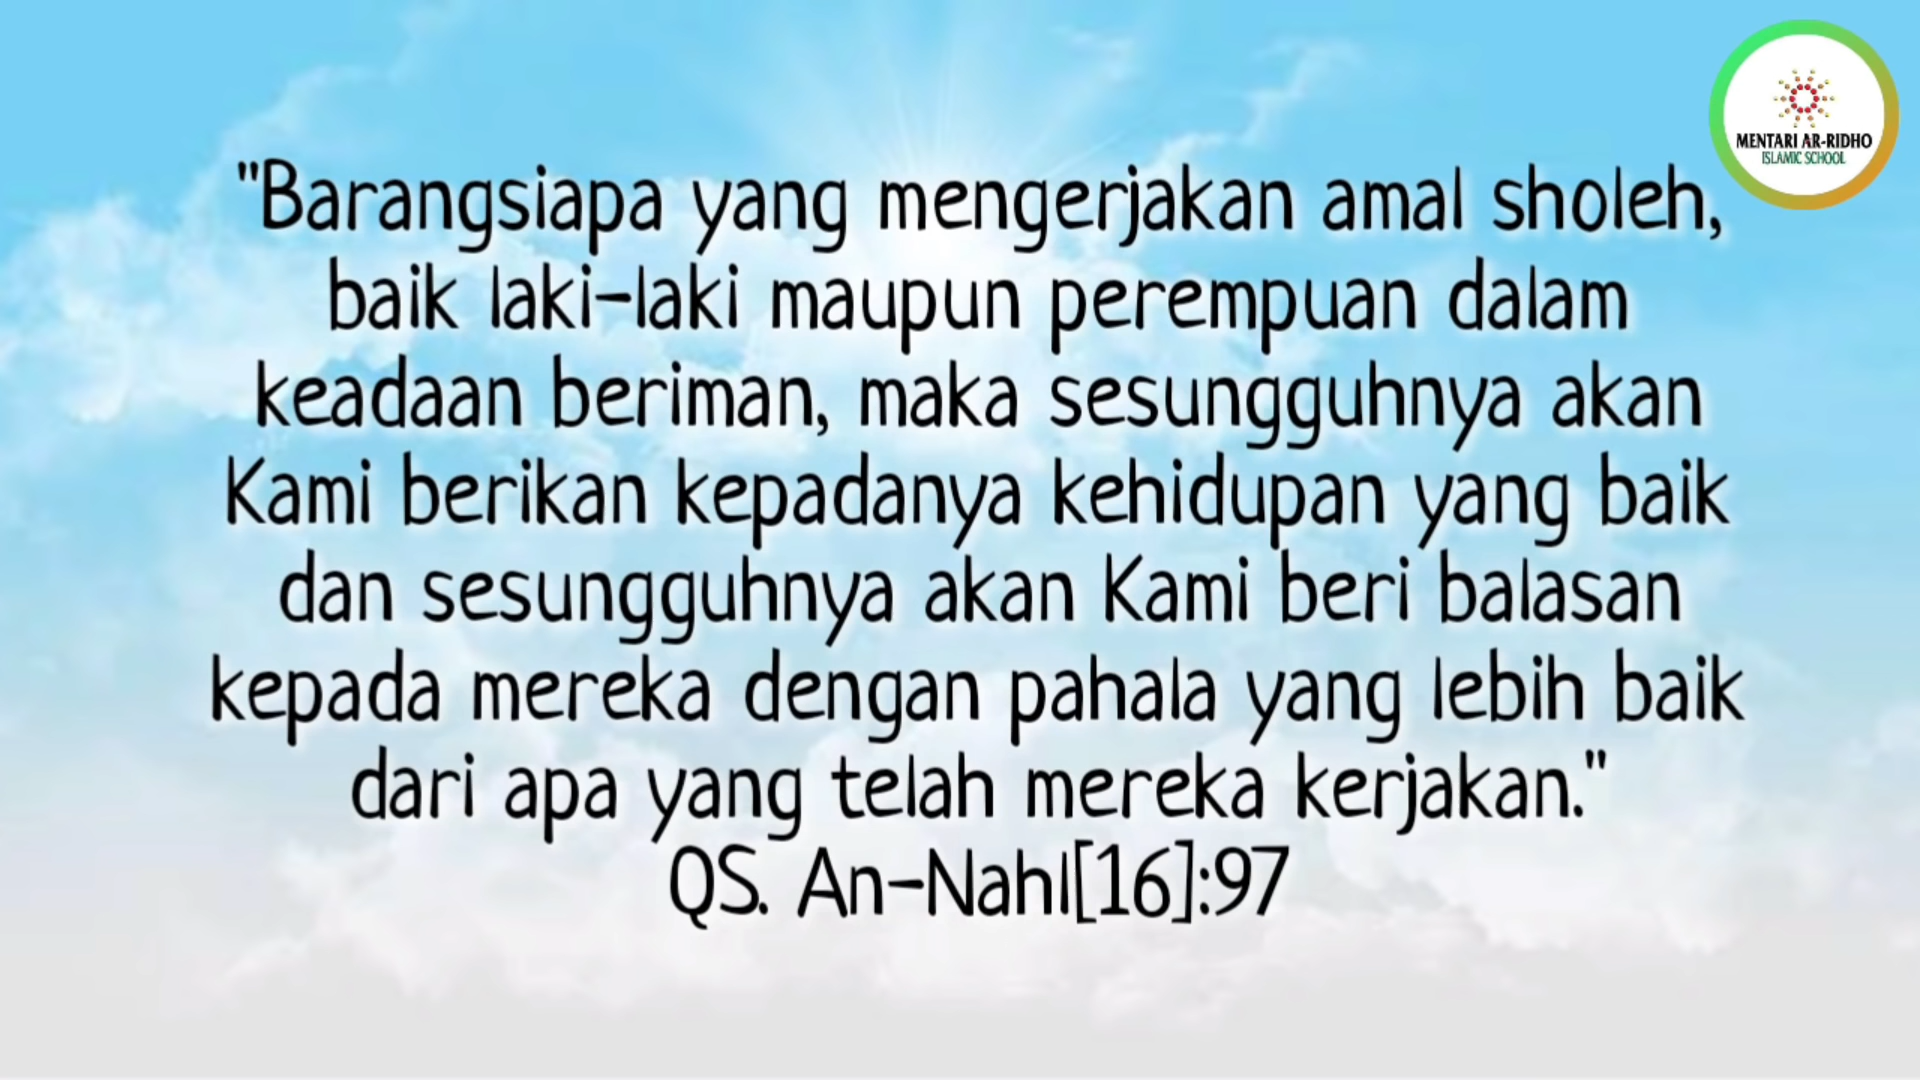 MENTARI AR-RIDHO
ISLAMIC SCHOOL
"Barangsiapa yang mengerjakan amal sholeh,
baik laki-laki maupun perempuan dalam
keadaan beriman, maka sesungguhnya akan
Kami berikan kepadanya kehidupan yang baik
dan sesungguhnya akan Kami beri balasan
kepada mereka dengan pahala yang lebih baik
dari apa yang telah mereka kerjakan."
QS. An-Nahl[16]:97